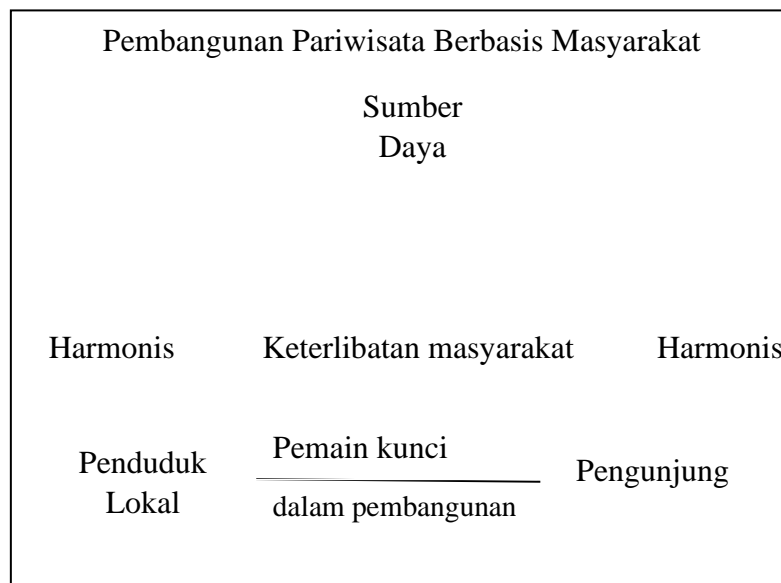 Pembangunan Pariwisata Berbasis Masyarakat
Sumber
Daya
Harmonis
Keterlibatan masyarakat
Harmonis
Penduduk
Lokal
Pemain kunci
dalam pembangunan
Pengunjung